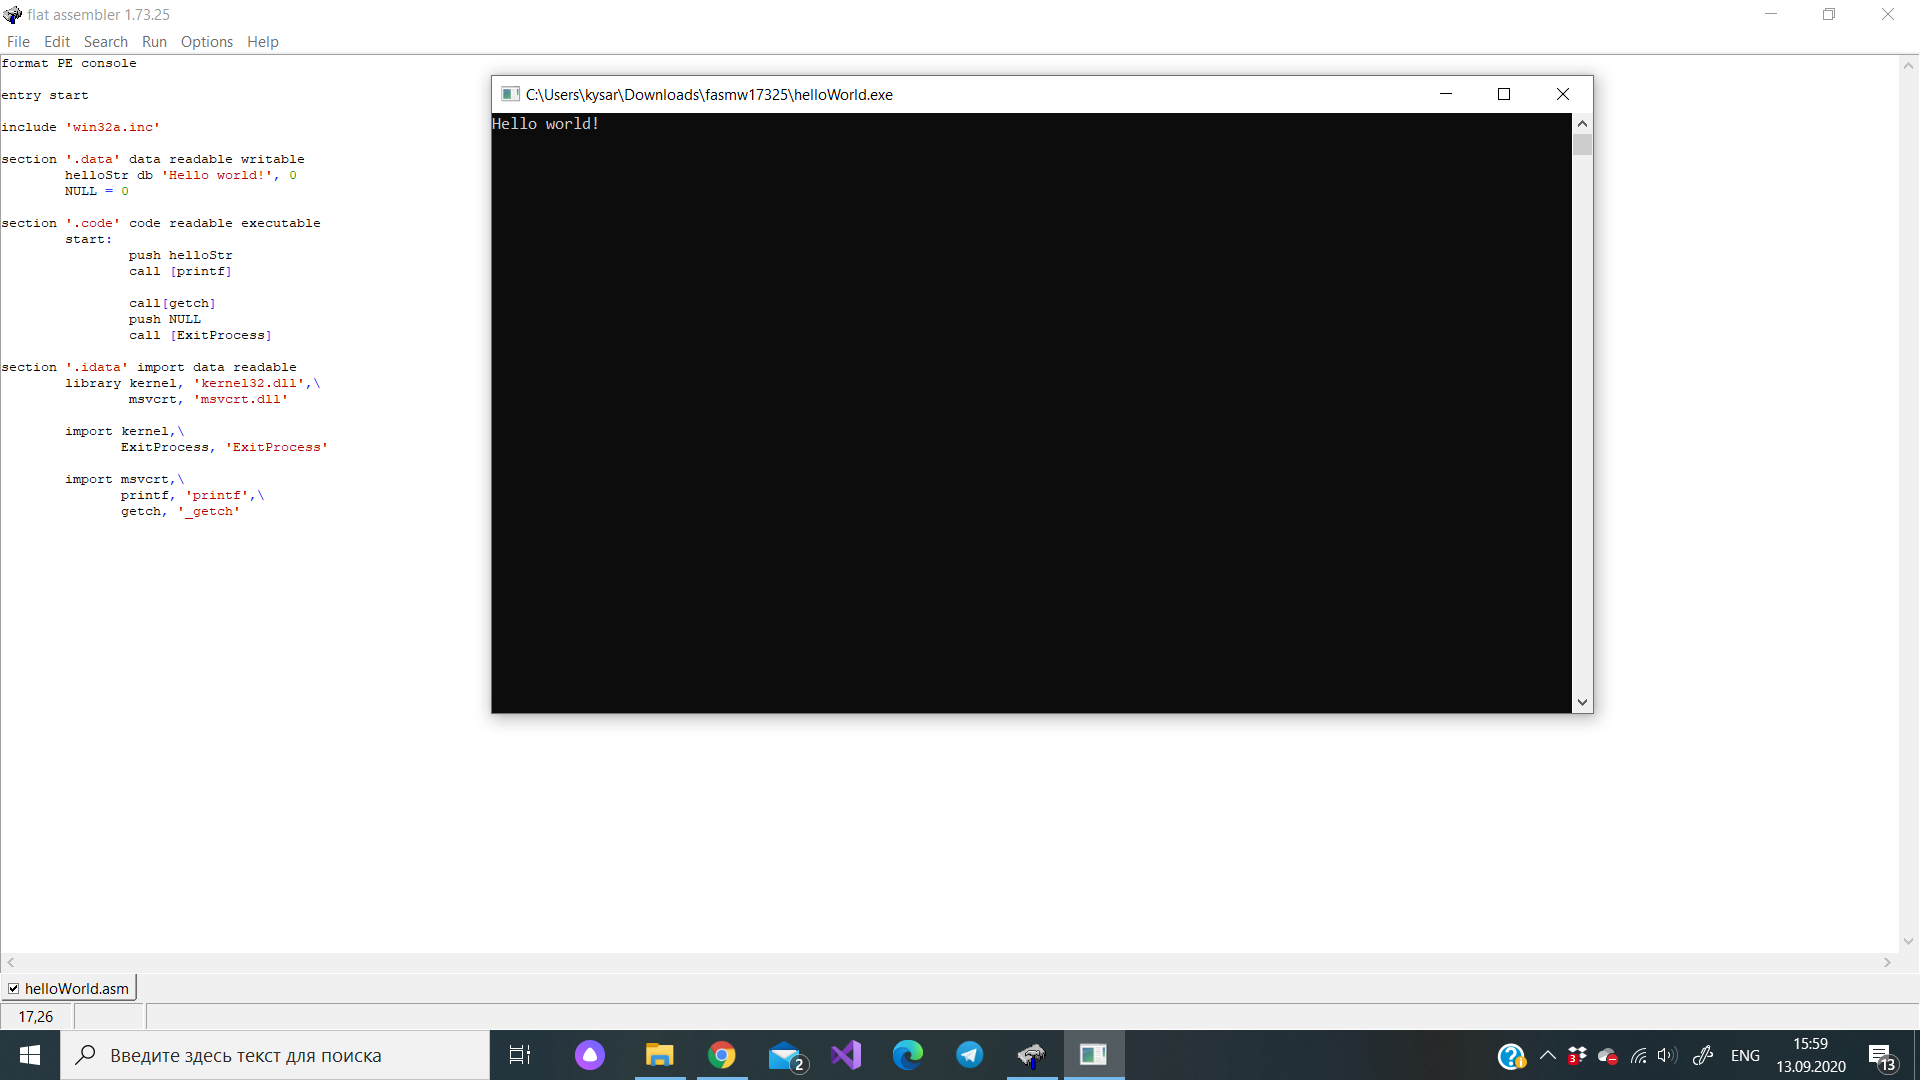 flat assembler 1.73.25
File Edit Search Run Options Help
format PE console
entry start
include 'win32a.inc'
section '.data' data readable writable
helloStr db 'Hello world!', 0
NULL = 0
section '.code' code readable executable
start:
push helloStr
call [printf]
call[getch]
push NULL
call [ExitProcess]
section '.idata' import data readable
library kernel, 'kernel32.dll',\
msvcrt, 'msvcrt.dll'
import kernel,\
ExitProcess, 'ExitProcess'
import msvcrt,\
printf, 'printf',\
getch, '_getch'
C:\Users\kysar\Downloads\fasmw17325\helloWorld.exe
Hello world!
helloWorld.asm
17,26
Введите здесь текст для поиска
2
3
ENG
15:59
13.09.2020
13